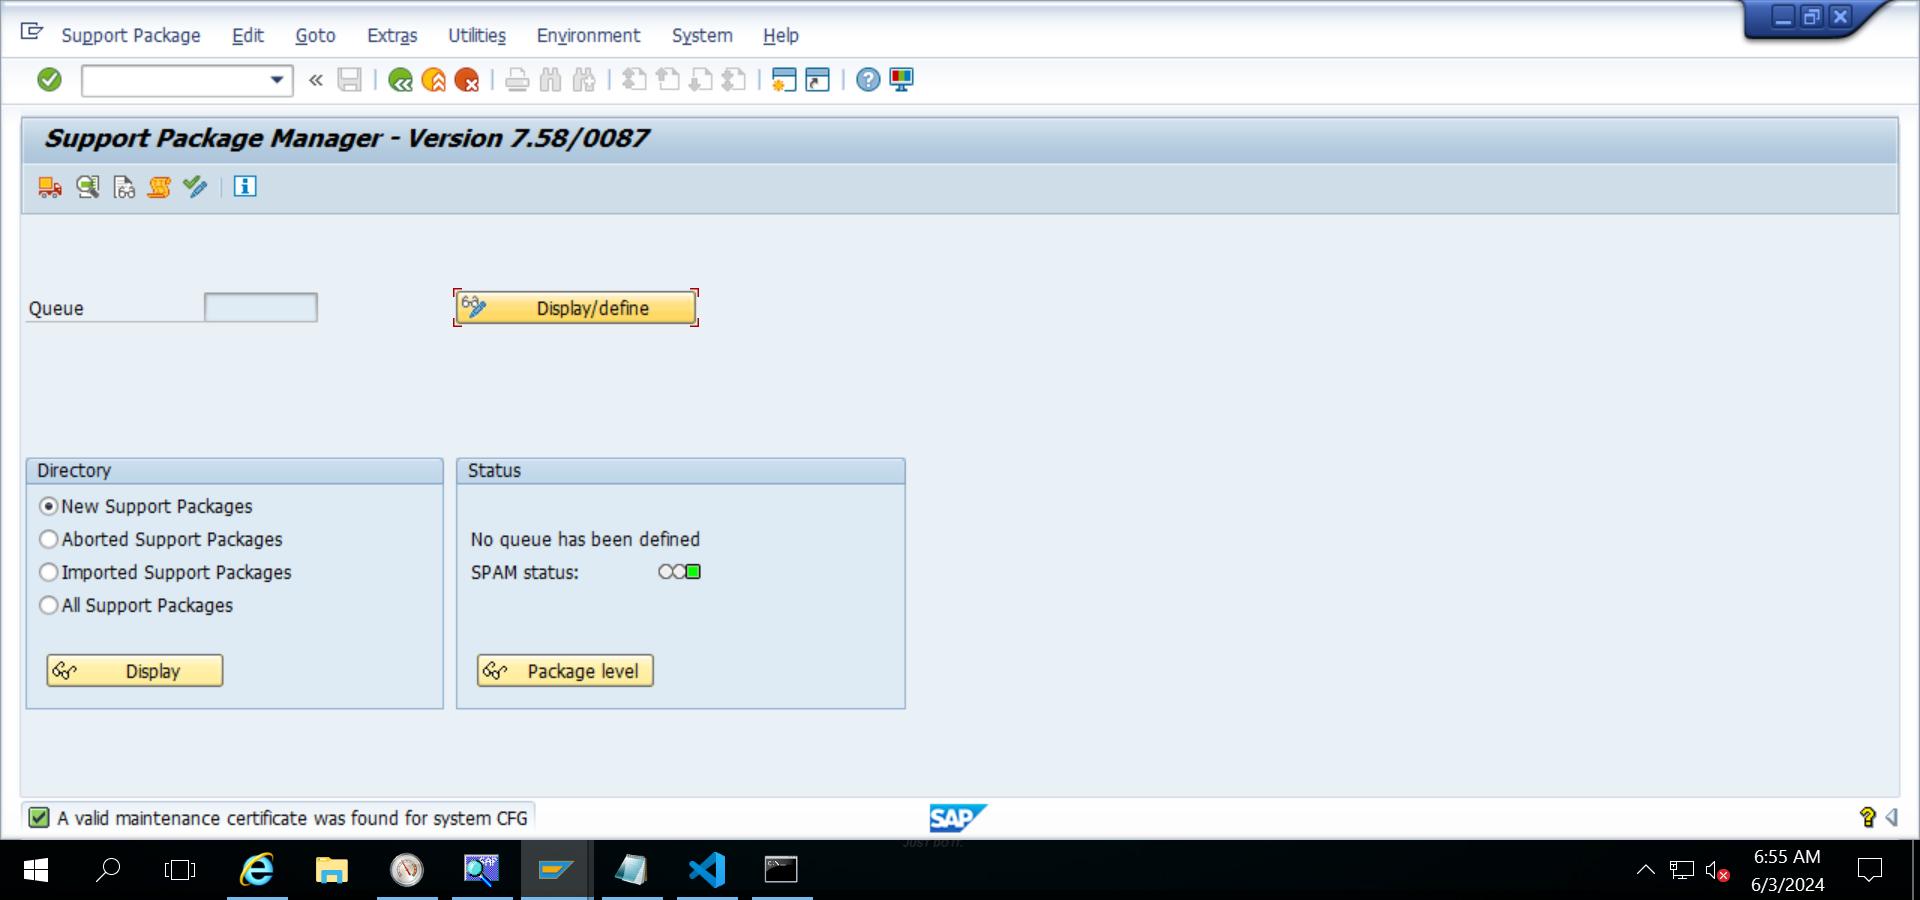 Support Package Edit Goto Extras Utilities Environment System Help
Support Package Manager - Version 7.58/0087
Queue Display/define
Directory
New Support Packages
Aborted Support Packages
Imported Support Packages
All Support Packages
Display
Status
No queue has been defined
SPAM status:
Package level
A valid maintenance certificate was found for system CFG
SAP
JUST DO IT.
6:55 AM
6/3/2024